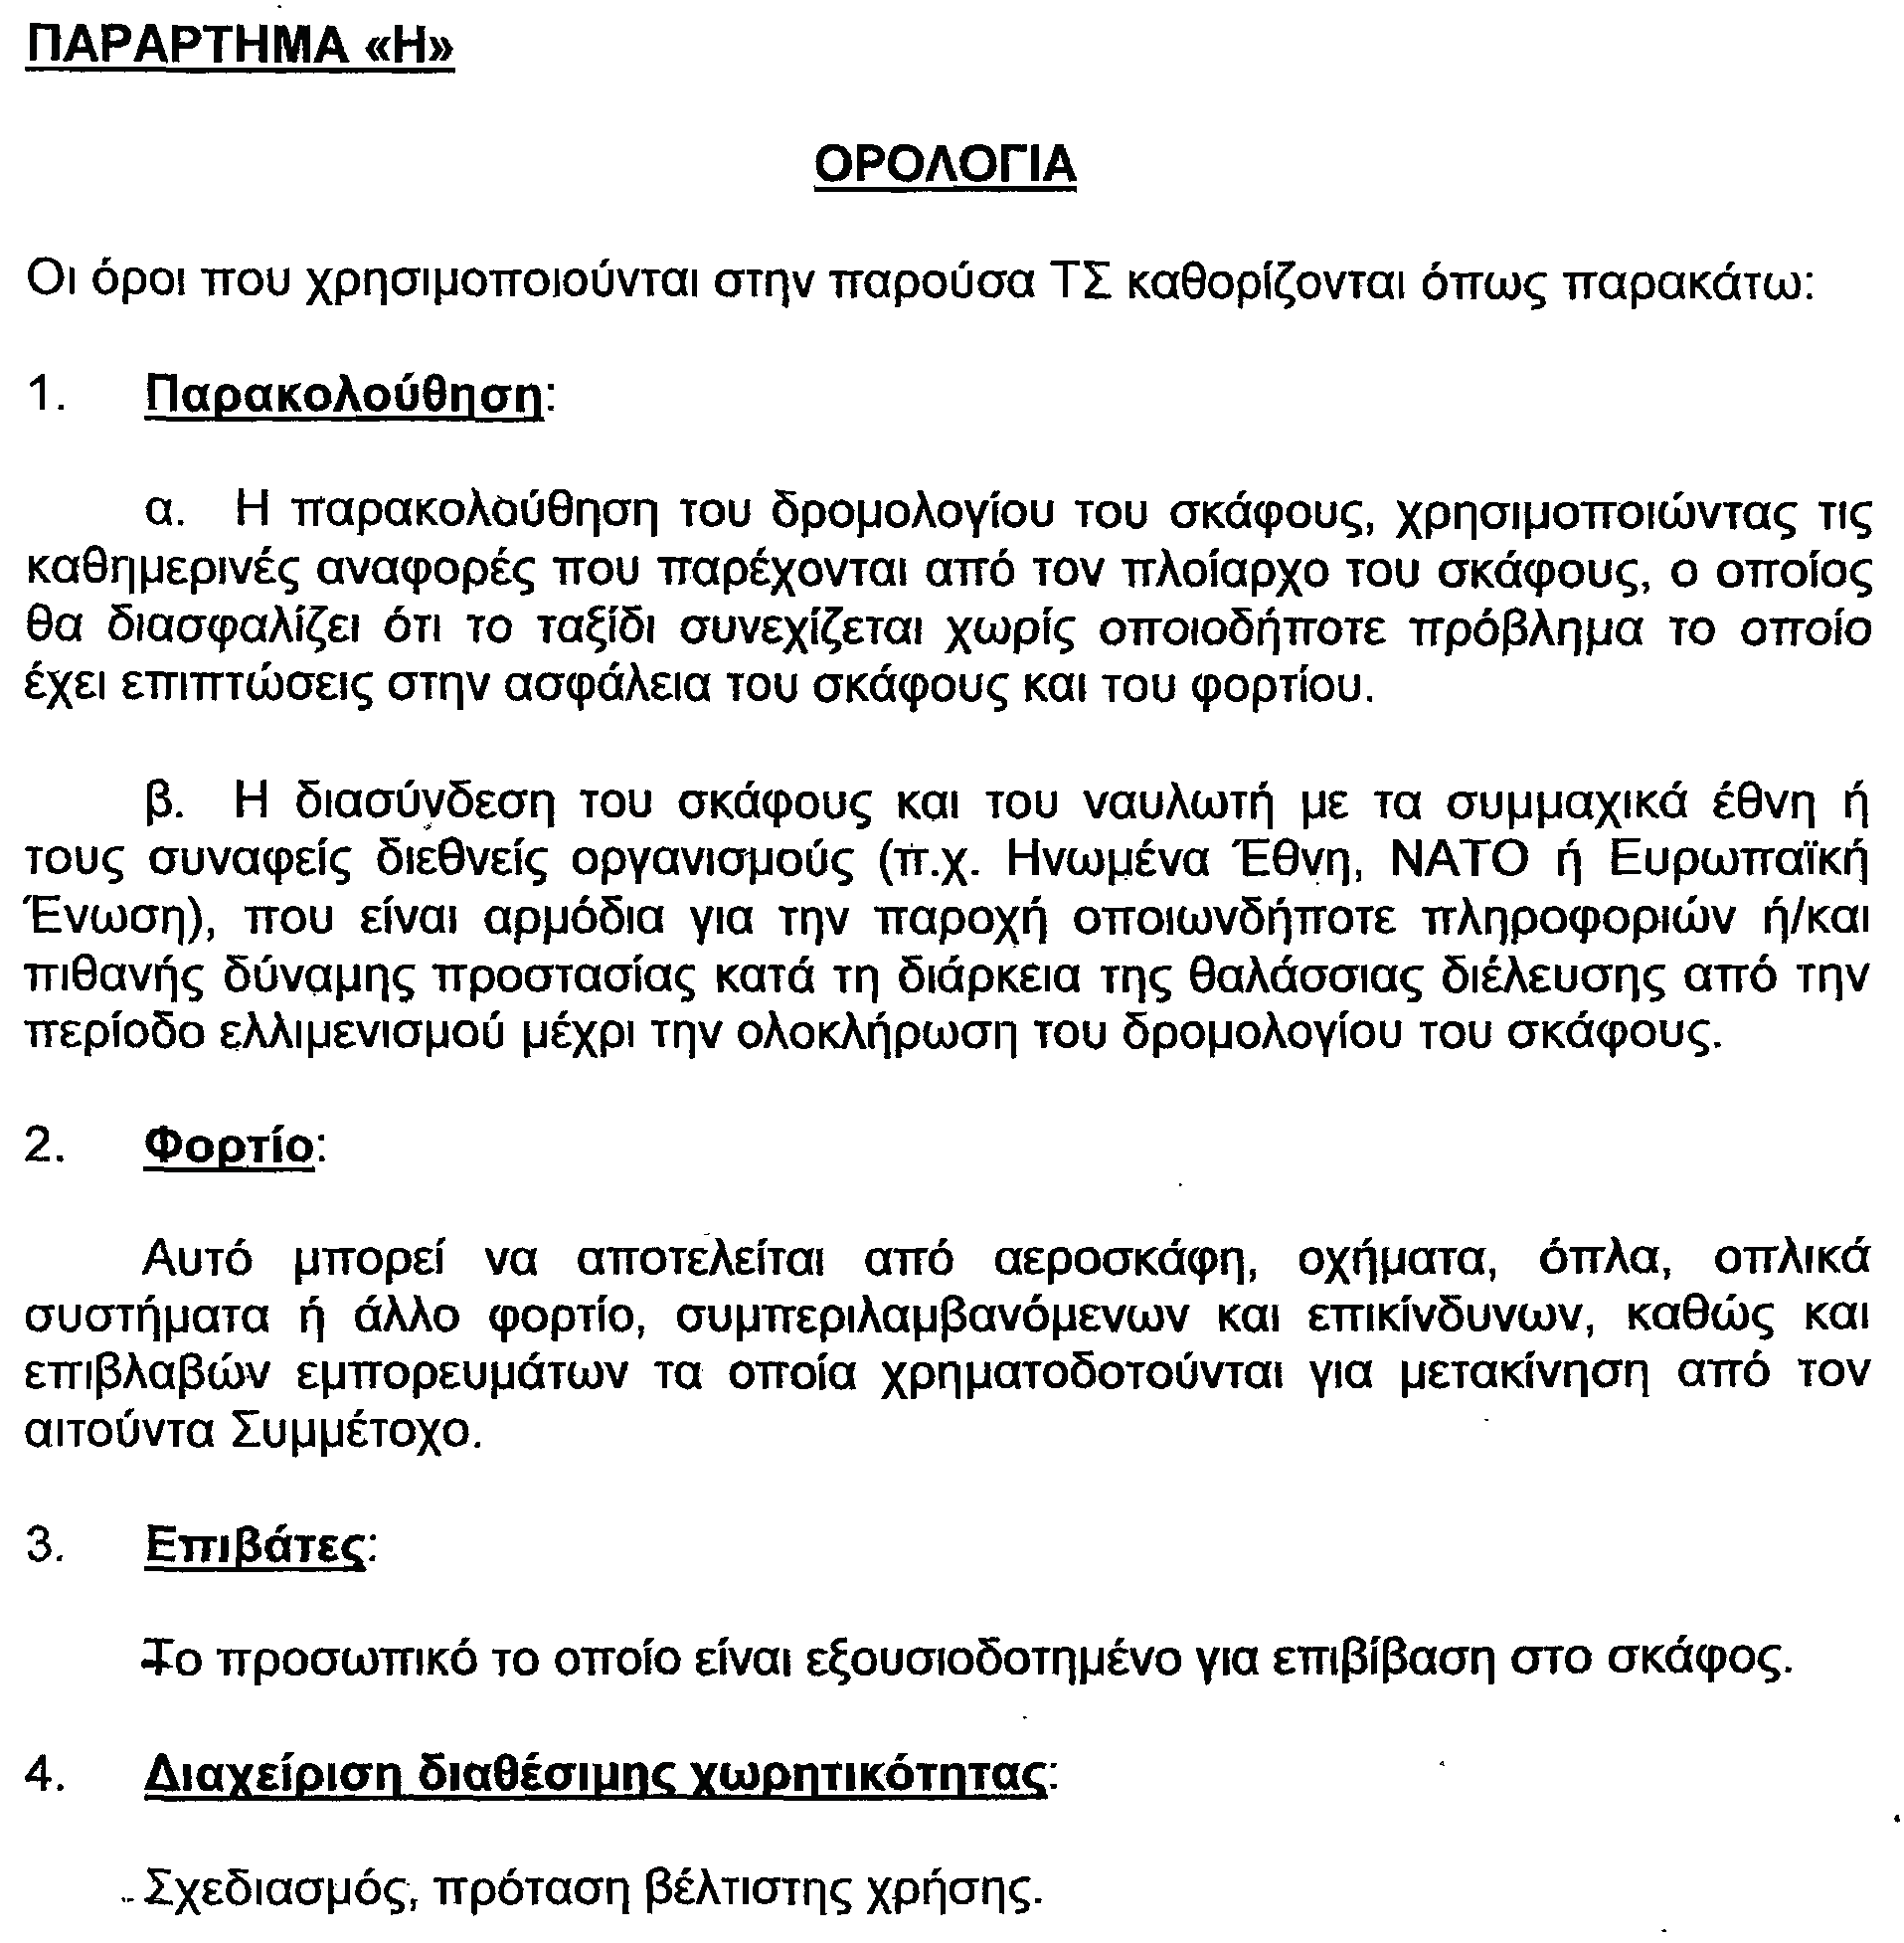 ΠΑΡΑΡΤΗΜΑ «Η»
ΟΡΟΛΟΓΙΑ
Οι όροι που χρησιμοποιούνται στην παρούσα ΤΣ καθορίζονται όπως παρακάτω:
1. Παρακολούθηση:
α. Η παρακολούθηση του δρομολογίου του σκάφους, χρησιμοποιώντας τις
καθημερινές αναφορές που παρέχονται από τον πλοίαρχο του σκάφους, ο οποίος
θα διασφαλίζει ότι το ταξίδι συνεχίζεται χωρίς οποιοδήποτε πρόβλημα το οποίο
έχει επιπτώσεις στην ασφάλεια του σκάφους και του φορτίου.
β. Η διασύνδεση του σκάφους και του ναυλωτή με τα συμμαχικά έθνη ή
τους συναφείς διεθνείς οργανισμούς (π.χ. Ηνωμένα Έθνη, ΝΑΤΟ ή Ευρωπαϊκή
Ένωση), που είναι αρμόδια για την παροχή οποιωνδήποτε πληροφοριών ή/και
πιθανής δύναμης προστασίας κατά τη διάρκεια της θαλάσσιας διέλευσης από την
περίοδο ελλιμενισμού μέχρι την ολοκλήρωση του δρομολογίου του σκάφους.
2. Φορτίο:
Αυτό μπορεί να αποτελείται από αεροσκάφη, οχήματα, όπλα, οπλικά
συστήματα ή άλλο φορτίο, συμπεριλαμβανόμενων και επικίνδυνων, καθώς και
επιβλαβών εμπορευμάτων τα οποία χρηματοδοτούνται για μετακίνηση από τον
αιτούντα Συμμέτοχο.
3. Επιβάτες:
Το προσωπικό το οποίο είναι εξουσιοδοτημένο για επιβίβαση στο σκάφος.
4. Διαχείριση διαθέσιμης χωρητικότητας:
Σχεδιασμός, πρόταση βέλτιστης χρήσης.